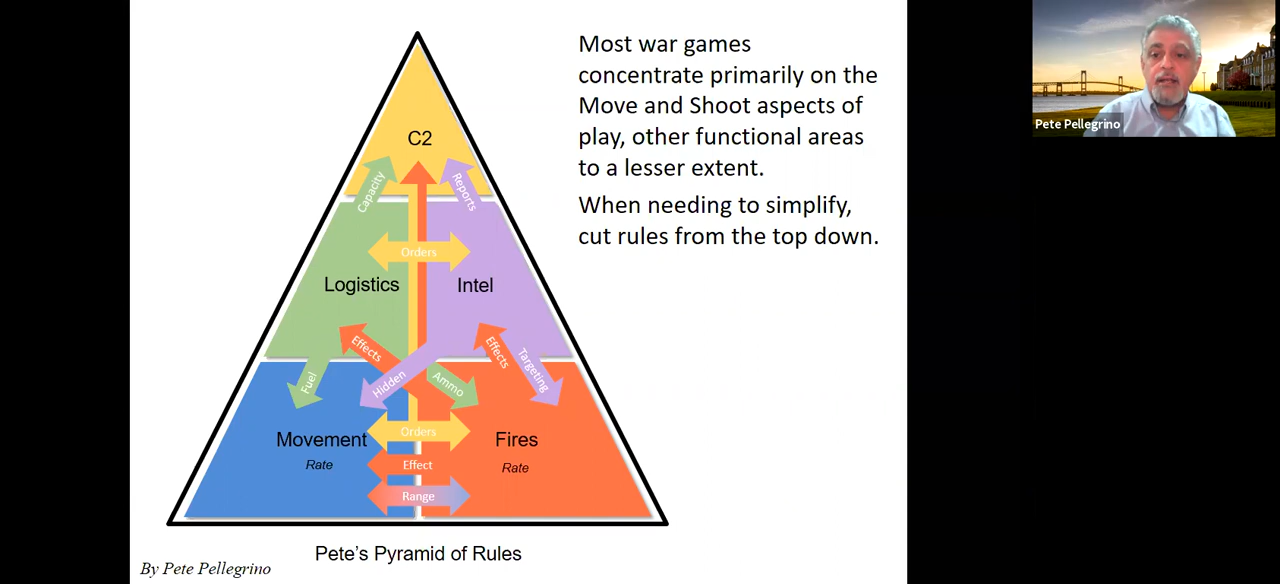 Most war games
concentrate primarily on the
Move and Shoot aspects of
play, other functional areas
to a lesser extent.
When needing to simplify,
cut rules from the top down.
Pete Pellegrino
C2
Capacity
Reports
Orders
Logistics
Intel
Effects
Effects
Targeting
Fuel
Hidden
Ammo
Orders
Movement
Fires
Rate
Effect
Rate
Range
Pete's Pyramid of Rules
By Pete Pellegrino